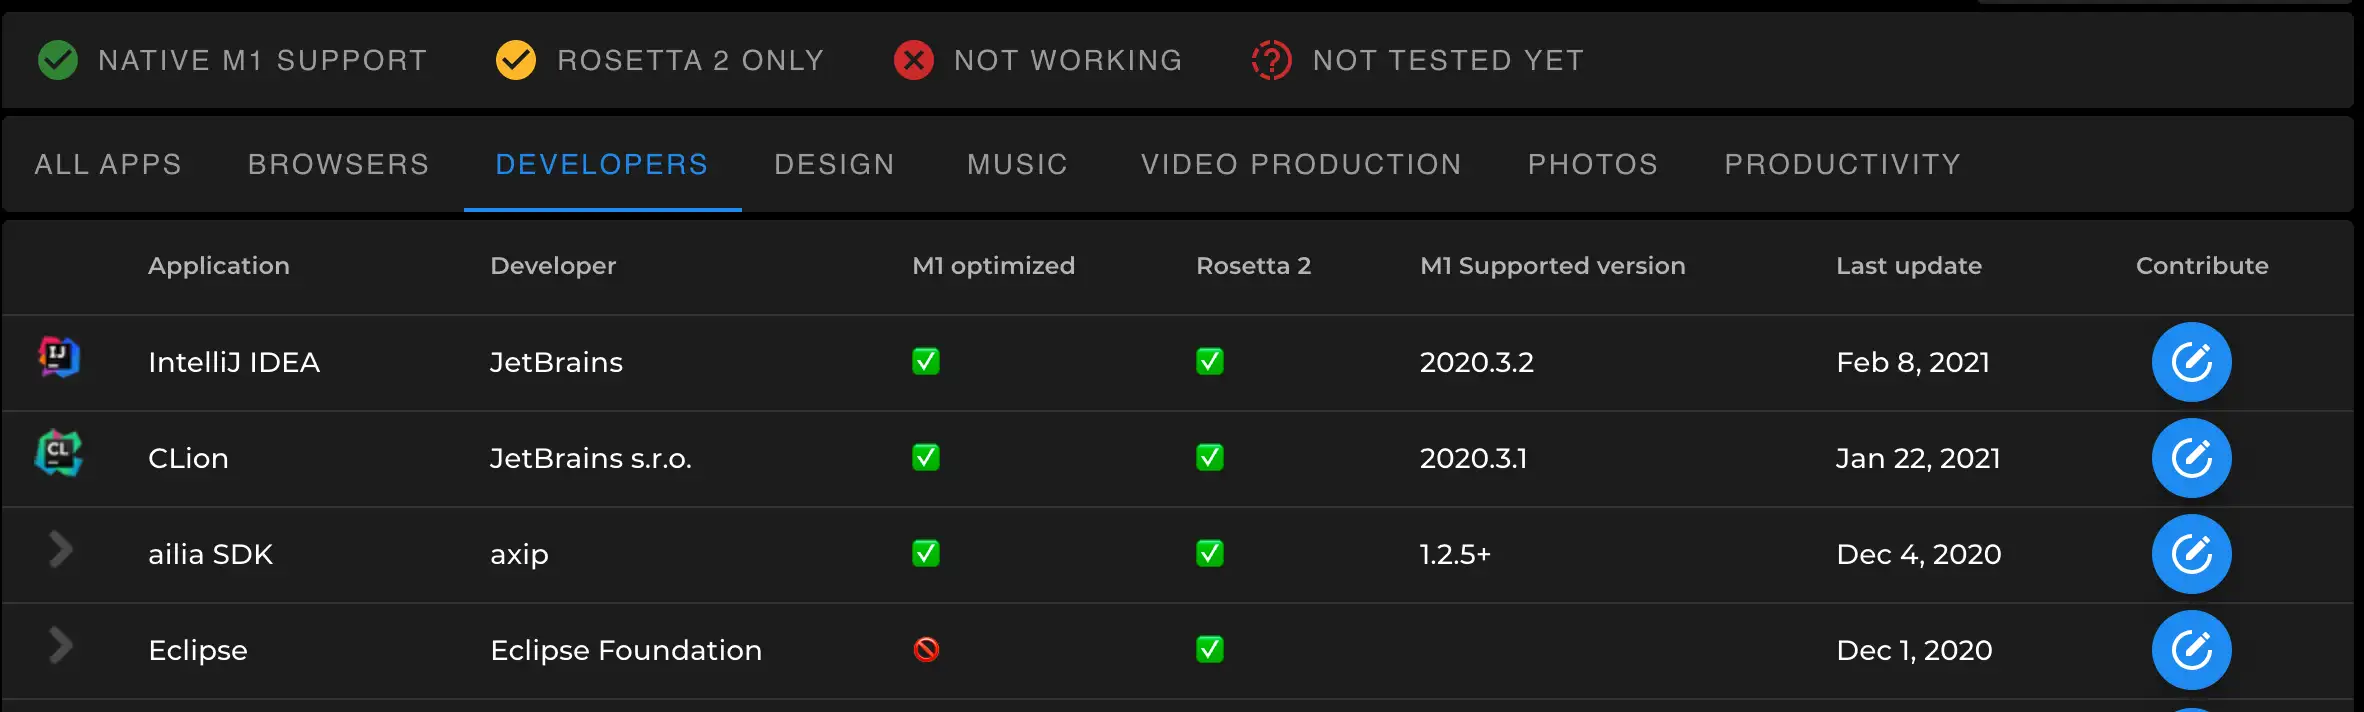 NATIVE M1 SUPPORT ROSETTA 2 ONLY NOT WORKING NOT TESTED YET
ALL APPS BROWSERS DEVELOPERS DESIGN MUSIC VIDEO PRODUCTION PHOTOS PRODUCTIVITY
Application Developer M1 optimized Rosetta 2 M1 Supported version Last update Contribute
IJ IntelliJ IDEA JetBrains ✅ ✅ 2020.3.2 Feb 8, 2021
CL CLion JetBrains s.r.o. ✅ ✅ 2020.3.1 Jan 22, 2021
ailia SDK axip ✅ ✅ 1.2.5+ Dec 4, 2020
Eclipse Eclipse Foundation 🚫 ✅ Dec 1, 2020